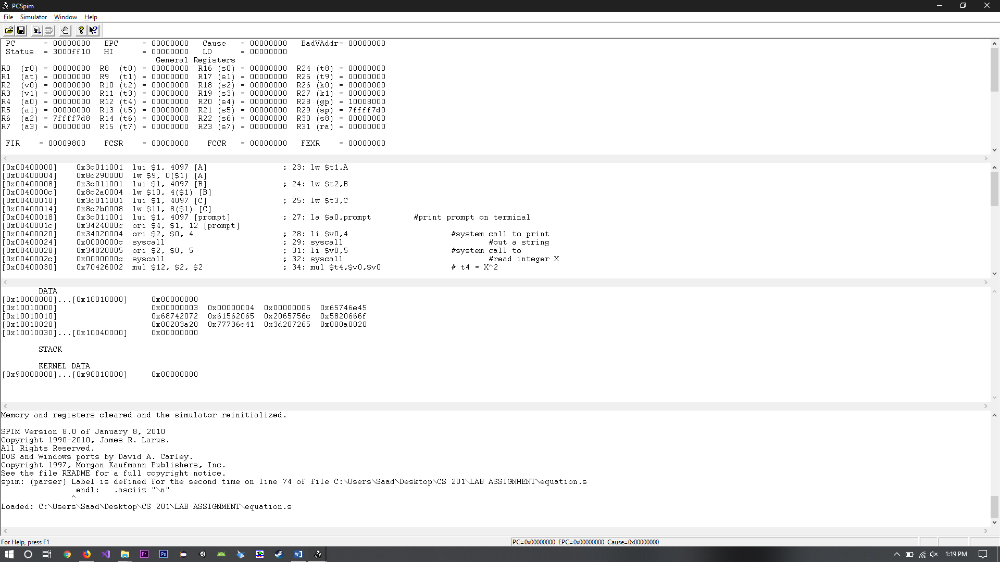 PCSpim
File Simulator Window Help
PC = 00000000 EPC = 00000000 Cause = 00000000 BadVAddr= 00000000
Status = 3000ff10 HI = 00000000 LO = 00000000
General Registers
R0 (r0) = 00000000 R8 (t0) = 00000000 R16 (s0) = 00000000 R24 (t8) = 00000000
R1 (at) = 00000000 R9 (t1) = 00000000 R17 (s1) = 00000000 R25 (t9) = 00000000
R2 (v0) = 00000000 R10 (t2) = 00000000 R18 (s2) = 00000000 R26 (k0) = 00000000
R3 (v1) = 00000000 R11 (t3) = 00000000 R19 (s3) = 00000000 R27 (k1) = 00000000
R4 (a0) = 00000000 R12 (t4) = 00000000 R20 (s4) = 00000000 R28 (gp) = 10008000
R5 (a1) = 00000000 R13 (t5) = 00000000 R21 (s5) = 00000000 R29 (sp) = 7ffff7d0
R6 (a2) = 7ffff7d8 R14 (t6) = 00000000 R22 (s6) = 00000000 R30 (s8) = 00000000
R7 (a3) = 00000000 R15 (t7) = 00000000 R23 (s7) = 00000000 R31 (ra) = 00000000
FIR = 00009800 FCSR = 00000000 FCCR = 00000000 FEXR = 00000000
[0x00400000] 0x3c011001 lui $1, 4097 [A] ; 23: lw $t1,A
[0x00400004] 0x8c290000 lw $9, 0($1) [A]
[0x00400008] 0x3c011001 lui $1, 4097 [B] ; 24: lw $t2,B
[0x0040000c] 0x8c2a0004 lw $10, 4($1) [B]
[0x00400010] 0x3c011001 lui $1, 4097 [C] ; 25: lw $t3,C
[0x00400014] 0x8c2b0008 lw $11, 8($1) [C]
[0x00400018] 0x3c011001 lui $1, 4097 [prompt] ; 27: la $a0,prompt #print prompt on terminal
[0x0040001c] 0x3424000c ori $4, $1, 12 [prompt]
[0x00400020] 0x34020004 ori $2, $0, 4 ; 28: li $v0,4 #system call to print
[0x00400024] 0x0000000c syscall ; 29: syscall #out a string
[0x00400028] 0x34020005 ori $2, $0, 5 ; 31: li $v0,5 #system call to
[0x0040002c] 0x0000000c syscall ; 32: syscall #read integer X
[0x00400030] 0x70426002 mul $12, $2, $2 ; 34: mul $t4,$v0,$v0 # t4 = X^2
DATA
[0x10000000]...[0x10010000] 0x00000000
[0x10010000] 0x00000003 0x00000004 0x00000005 0x65746e45
[0x10010010] 0x68742072 0x61562065 0x2065756c 0x5820666f
[0x10010020] 0x00203a20 0x77736e41 0x3d207265 0x000a0020
[0x10010030]...[0x10040000] 0x00000000
STACK
KERNEL DATA
[0x90000000]...[0x90010000] 0x00000000
Memory and registers cleared and the simulator reinitialized.
SPIM Version 8.0 of January 8, 2010
Copyright 1990-2010, James R. Larus.
All Rights Reserved.
DOS and Windows ports by David A. Carley.
Copyright 1997, Morgan Kaufmann Publishers, Inc.
See the file README for a full copyright notice.
spim: (parser) Label is defined for the second time on line 74 of file C:\Users\Saad\Desktop\CS 201\LAB ASSIGNMENT\equation.s
endl: .asciiz "\n"
^
Loaded: C:\Users\Saad\Desktop\CS 201\LAB ASSIGNMENT\equation.s
For Help, press F1
PC=0x00000000 EPC=0x00000000 Cause=0x00000000
1:19 PM